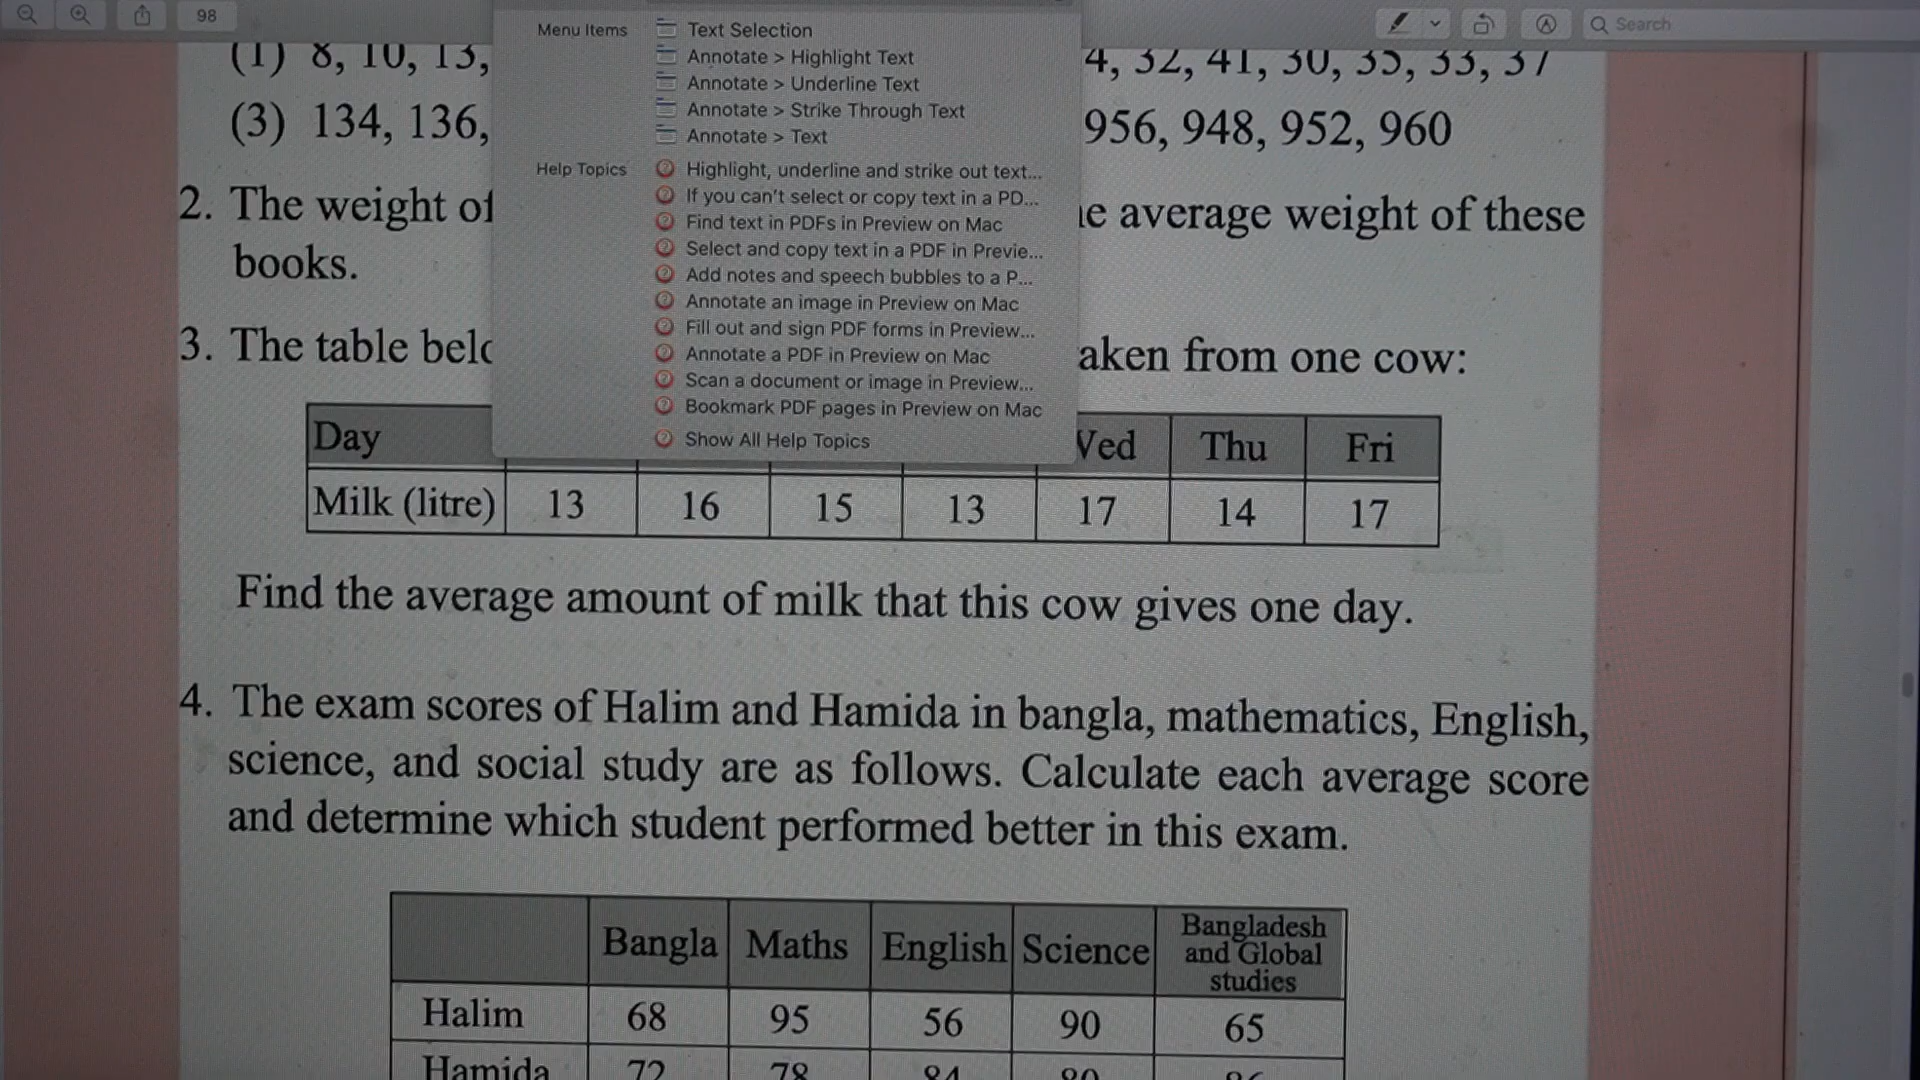 98
Search
Menu Items
Text Selection
Annotate > Highlight Text
Annotate > Underline Text
Annotate > Strike Through Text
Annotate > Text
Help Topics
Highlight, underline and strike out text...
If you can't select or copy text in a PD...
Find text in PDFs in Preview on Mac
Select and copy text in a PDF in Previe...
Add notes and speech bubbles to a P...
Annotate an image in Preview on Mac
Fill out and sign PDF forms in Preview...
Annotate a PDF in Preview on Mac
Scan a document or image in Preview...
Bookmark PDF pages in Preview on Mac
Show All Help Topics
(1) 8, 10, 13, 4, 32, 41, 30, 35, 33, 37
(3) 134, 136, 956, 948, 952, 960
2. The weight of average weight of these
books.
3. The table from one cow:
Day Thu Fri
Milk (litre) 13 16 15 13 17 14 17
Find the average amount of milk that this cow gives one day.
4. The exam scores of Halim and Hamida in bangla, mathematics, English,
science, and social study are as follows. Calculate each average score
and determine which student performed better in this exam.
Bangla Maths English Science Bangladesh
and Global
studies
Halim 68 95 56 90 65
Hamida 72 78